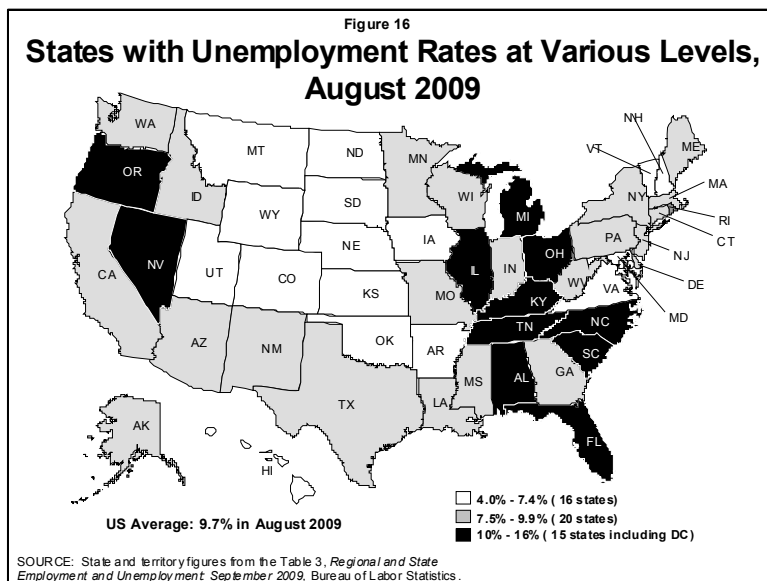 Figure 16
States with Unemployment Rates at Various Levels,
August 2009
WA
MT
ND
MN
VT
NH
ME
OR
ID
WY
SD
WI
MI
NY
MA
RI
CT
NV
UT
CO
NE
IA
IL
IN
OH
PA
NJ
CA
KS
MO
KY
WV
VA
DE
MD
AZ
NM
OK
AR
TN
NC
SC
TX
LA
MS
AL
GA
FL
AK
HI
4.0% - 7.4% ( 16 states)
7.5% - 9.9% ( 20 states)
10% - 16% ( 15 states including DC)
US Average: 9.7% in August 2009
SOURCE: State and territory figures from the Table 3, Regional and State
Employment and Unemployment: September 2009, Bureau of Labor Statistics.